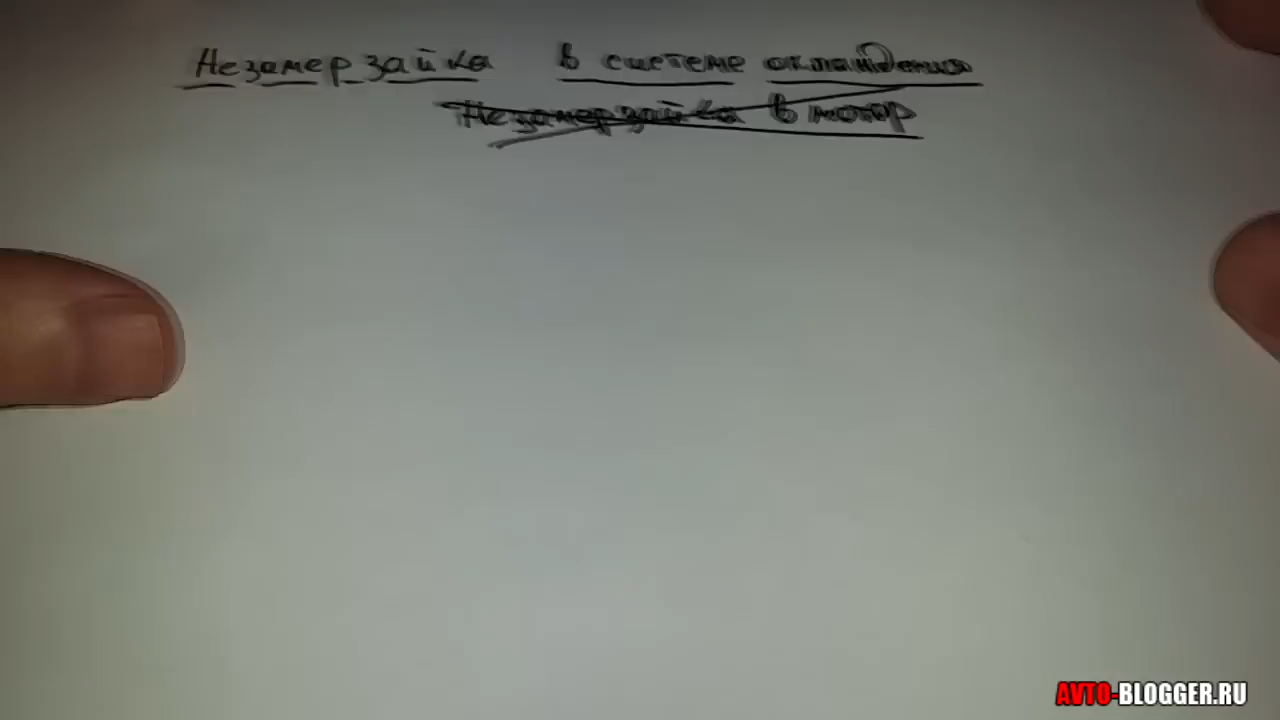 Незамерзайка в системе охлаждения
Незамерзайка в мотор
AVTO-BLOGGER.RU